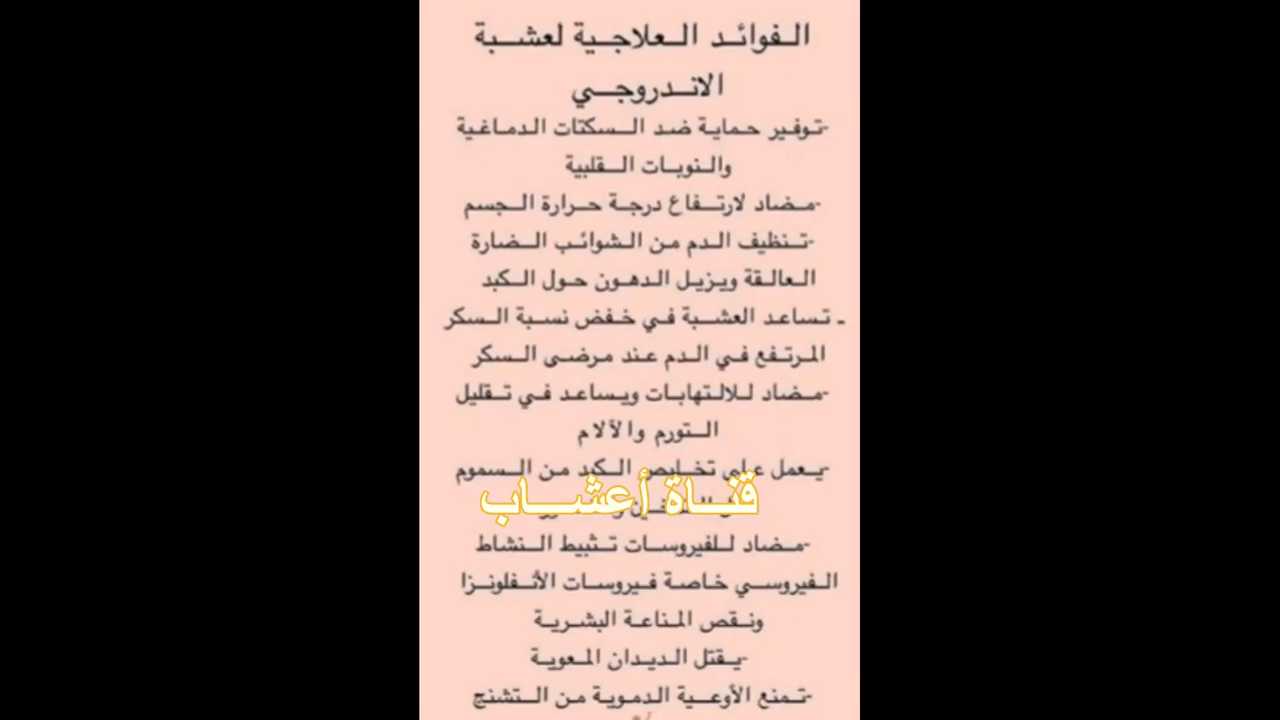 الفوائد العلاجية لعشبة
الاندروجي
-توفير حماية ضد السكتات الدماغية
والنوبات القلبية
-مضاد لارتفاع درجة حرارة الجسم
-تنظيف الدم من الشوائب الضارة
العالقة ويزيل الدهون حول الكبد
- تساعد العشبة في خفض نسبة السكر
المرتفع في الدم عند مرضى السكر
-مضاد للالتهابات ويساعد في تقليل
التورم والألام
-يعمل على تخليص الكبد من السموم
قناة أعشاب
-مضاد للفيروسات تثبيط النشاط
الفيروسي خاصة فيروسات الأنفلونزا
ونقص المناعة البشرية
-يقتل الديدان المعوية
-تمنع الأوعية الدموية من التشنج